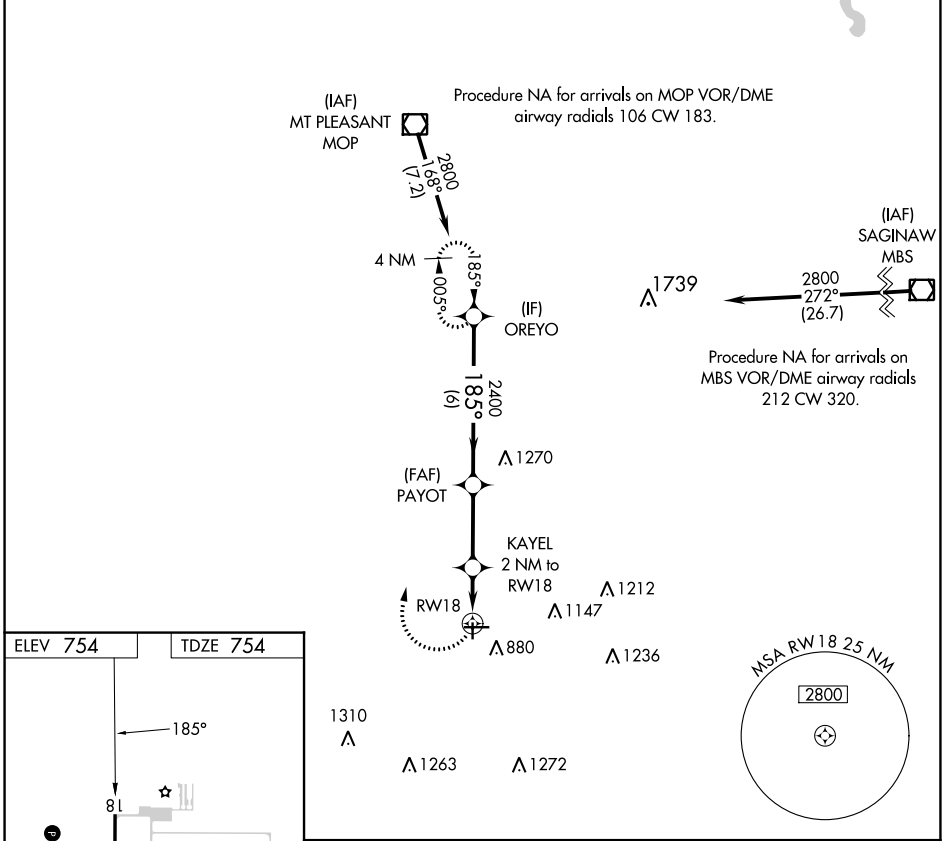 (IAF)
MT PLEASANT
MOP
Procedure NA for arrivals on MOP VOR/DME
airway radials 106 CW 183.
2800
168°
(7.2)
(IAF)
SAGINAW
MBS
4 NM
185°
005°
(IF)
OREYO
1739
2800
272°
(26.7)
Procedure NA for arrivals on
MBS VOR/DME airway radials
212 CW 320.
2400
185°
(6)
1270
(FAF)
PAYOT
KAYEL
2 NM to
RW18
RW18
1212
1147
880
1236
MSA RW18 25 NM
2800
1310
1263
1272
ELEV 754
TDZE 754
185°
18
P